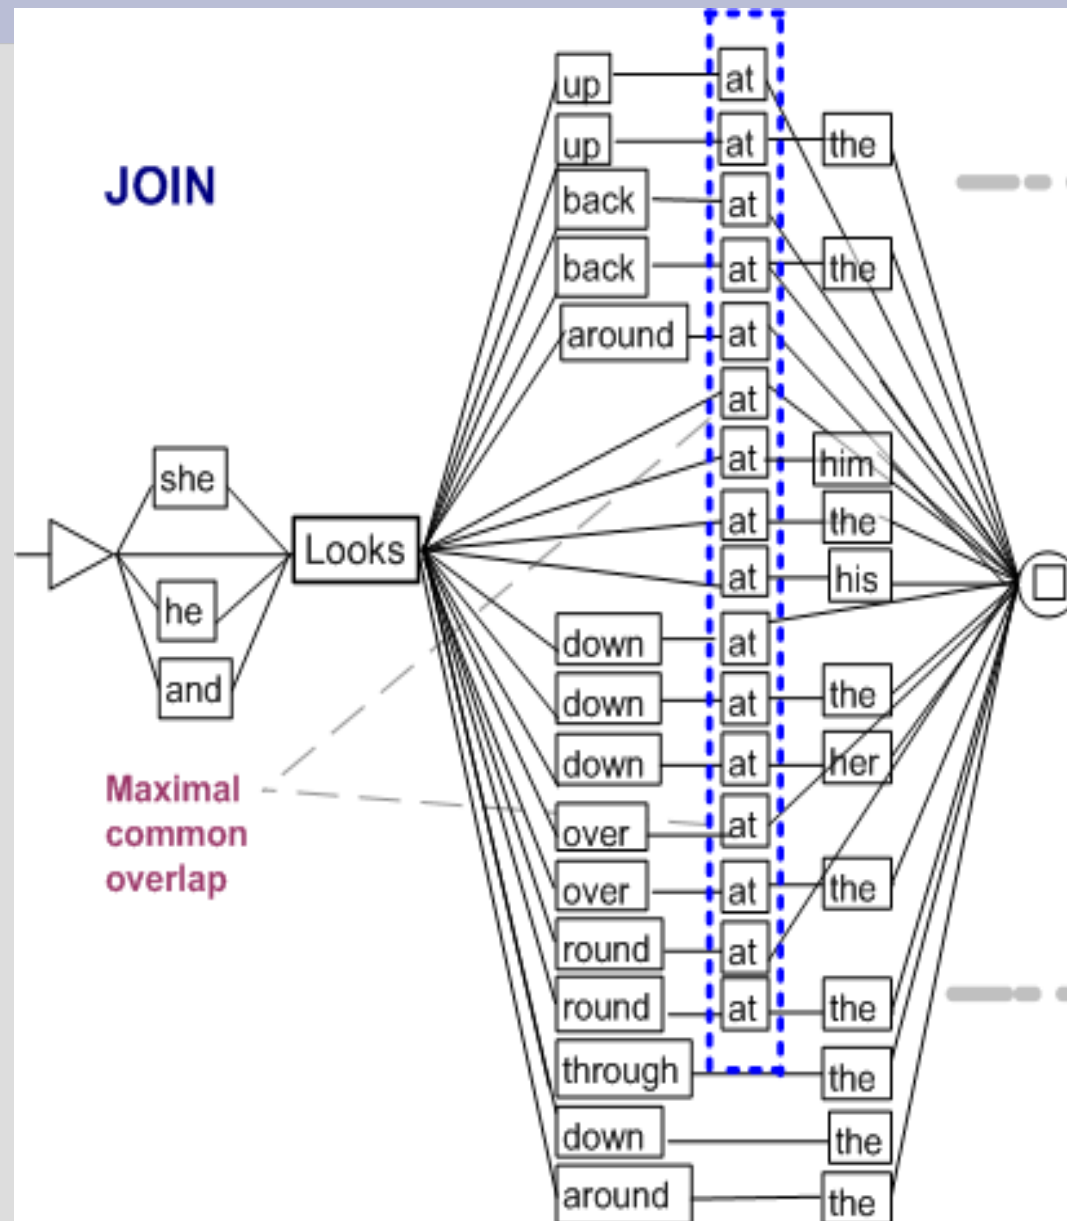 JOIN
up at
up at the
back at
back at the
around at
at
at him
at the
at his
she
Looks
he
and
down at
down at the
down at her
Maximal
common
overlap
over at
over at the
round at
round at the
through the
down the
around the